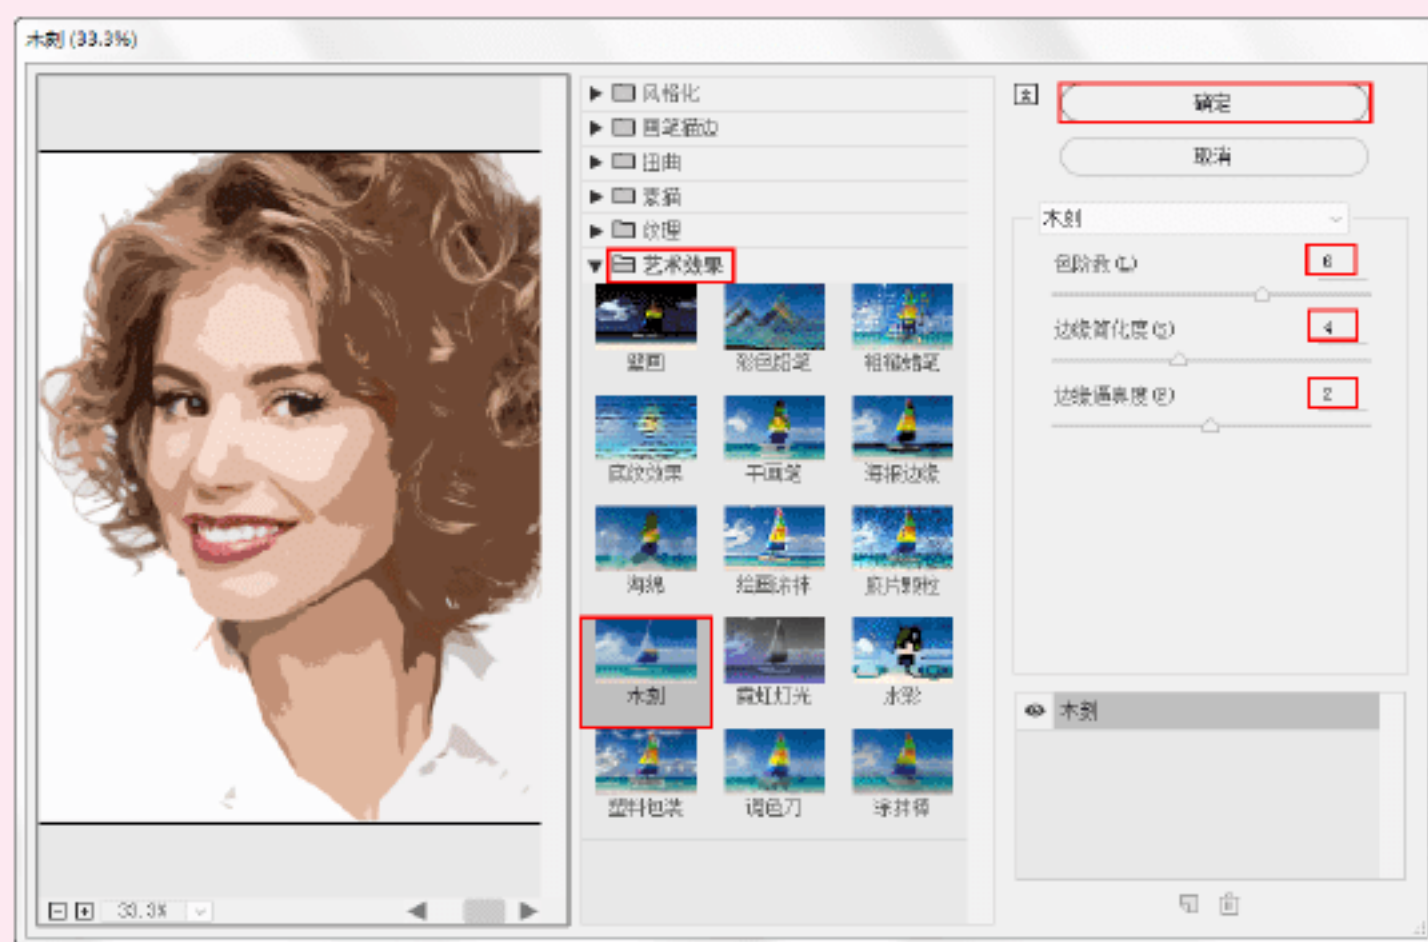 木刻 (33.3%)
风格化
画笔描边
扭曲
素描
纹理
艺术效果
壁画
彩色铅笔
粗糙蜡笔
底纹效果
干画笔
海报边缘
海绵
绘画涂抹
胶片颗粒
木刻
霓虹灯光
水彩
塑料包装
调色刀
涂抹棒
33.3%
确定
取消
木刻
色阶数(L)
6
边缘简化度(S)
4
边缘逼真度(F)
2
木刻